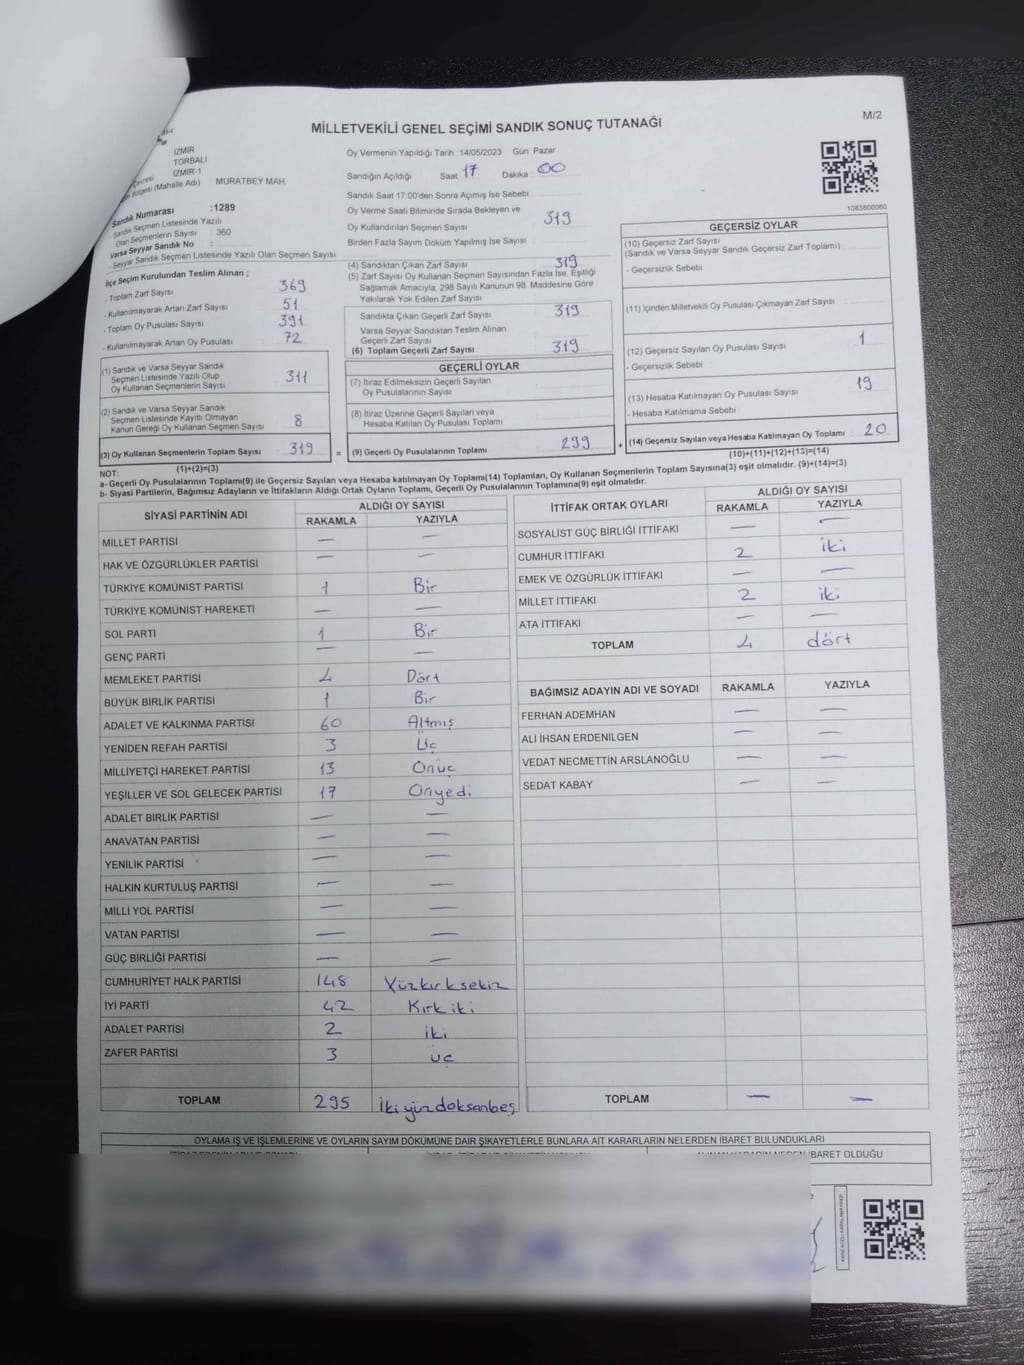 M/2
MİLLETVEKİLİ GENEL SEÇİMİ SANDIK SONUÇ TUTANAĞI
İZMİR
TORBALI
İZMİR-1
Bölgesi (Mahalle Adı) MURATBEY MAH.
Sandık Numarası :1289
Sandık Seçmen Listesinde Yazılı
Olan Seçmenlerin Sayısı : 360
Varsa Seyyar Sandık No :
Seyyar Sandık Seçmen Listesinde Yazılı Olan Seçmen Sayısı
Oy Vermenin Yapıldığı Tarih :14/05/2023 Gün: Pazar
Sandığın Açıldığı Saat: 17 Dakika: 00
Sandık Saat 17:00'den Sonra Açımış İse Sebebi
Oy Verme Saati Bitiminde Sırada Bekleyen ve
Oy Kullandırılan Seçmen Sayısı 319
Birden Fazla Sayım Döküm Yapılmış İse Sayısı
1083800060
İlçe Seçim Kurulundan Teslim Alınan ;
- Toplam Zarf Sayısı 369
- Kullanılmayarak Artan Zarf Sayısı 51
- Toplam Oy Pusulası Sayısı 391
- Kullanılmayarak Artan Oy Pusulası 72
(1) Sandık ve Varsa Seyyar Sandık
Seçmen Listesinde Yazılı Olup
Oy Kullanan Seçmenlerin Sayısı 311
(2) Sandık ve Varsa Seyyar Sandık
Seçmen Listesinde Kayıtlı Olmayan
Kanun Gereği Oy Kullanan Seçmen Sayısı 8
(3) Oy Kullanan Seçmenlerin Toplam Sayısı 319 =
(1)+(2)=(3)
(4) Sandıktan Çıkan Zarf Sayısı 319
(5) Zarf Sayısı Oy Kullanan Seçmen Sayısından Fazla İse, Eşitliği
Sağlamak Amacıyla, 298 Sayılı Kanunun 98. Maddesine Göre
Yakılarak Yok Edilen Zarf Sayısı
Sandıkta Çıkan Geçerli Zarf Sayısı 319
Varsa Seyyar Sandıktan Teslim Alınan
Geçerli Zarf Sayısı
(6) Toplam Geçerli Zarf Sayısı 319
GEÇERLİ OYLAR
(7) İtiraz Edilmeksizin Geçerli Sayılan
Oy Pusulalarının Sayısı
(8) İtiraz Üzerine Geçerli Sayılan veya
Hesaba Katılan Oy Pusulası Toplamı
(9) Geçerli Oy Pusulalarının Toplamı 299 +
GEÇERSİZ OYLAR
(10) Geçersiz Zarf Sayısı
(Sandık ve Varsa Seyyar Sandık Geçersiz Zarf Toplamı)
- Geçersizlik Sebebi
(11) İçinden Milletvekili Oy Pusulası Çıkmayan Zarf Sayısı
(12) Geçersiz Sayılan Oy Pusulası Sayısı 1
- Geçersizlik Sebebi
(13) Hesaba Katılmayan Oy Pusulası Sayısı 19
- Hesaba Katılmama Sebebi
(14) Geçersiz Sayılan veya Hesaba Katılmayan Oy Toplamı 20
(10)+(11)+(12)+(13)=(14)
NOT:
a- Geçerli Oy Pusulalarının Toplamı(9) ile Geçersiz Sayılan veya Hesaba katılmayan Oy Toplamı(14) Toplamları, Oy Kullanan Seçmenlerin Toplam Sayısına(3) eşit olmalıdır. (9)+(14)=(3)
b- Siyasi Partilerin, Bağımsız Adayların ve İttifakların Aldığı Ortak Oyların Toplamı, Geçerli Oy Pusulalarının Toplamına(9) eşit olmalıdır.
SİYASİ PARTİNİN ADI ALDIĞI OY SAYISI
RAKAMLA YAZIYLA
MİLLET PARTİSİ — —
HAK VE ÖZGÜRLÜKLER PARTİSİ — —
TÜRKİYE KOMÜNİST PARTİSİ 1 Bir
TÜRKİYE KOMÜNİST HAREKETİ — —
SOL PARTİ 1 Bir
GENÇ PARTİ — —
MEMLEKET PARTİSİ 4 Dört
BÜYÜK BİRLİK PARTİSİ 1 Bir
ADALET VE KALKINMA PARTİSİ 60 Altmış
YENİDEN REFAH PARTİSİ 3 Üç
MİLLİYETÇİ HAREKET PARTİSİ 13 Onüç
YEŞİLLER VE SOL GELECEK PARTİSİ 17 Onyedi
ADALET BİRLİK PARTİSİ — —
ANAVATAN PARTİSİ — —
YENİLİK PARTİSİ — —
HALKIN KURTULUŞ PARTİSİ — —
MİLLİ YOL PARTİSİ — —
VATAN PARTİSİ — —
GÜÇ BİRLİĞİ PARTİSİ — —
CUMHURİYET HALK PARTİSİ 148 Yüzkırksekiz
İYİ PARTİ 42 Kırkiki
ADALET PARTİSİ 2 iki
ZAFER PARTİSİ 3 üç
TOPLAM 295 İkiyüzdoksanbeş
İTTİFAK ORTAK OYLARI ALDIĞI OY SAYISI
RAKAMLA YAZIYLA
SOSYALİST GÜÇ BİRLİĞİ İTTİFAKI — —
CUMHUR İTTİFAKI 2 iki
EMEK VE ÖZGÜRLÜK İTTİFAKI — —
MİLLET İTTİFAKI 2 iki
ATA İTTİFAKI — —
TOPLAM 4 dört
BAĞIMSIZ ADAYIN ADI VE SOYADI RAKAMLA YAZIYLA
FERHAN ADEMHAN — —
ALİ İHSAN ERDENİLGEN — —
VEDAT NECMETTİN ARSLANOĞLU — —
SEDAT KABAY — —
TOPLAM — —
OYLAMA İŞ VE İŞLEMLERİNE VE OYLARIN SAYIM DÖKÜMÜNE DAİR ŞİKAYETLERLE BUNLARA AİT KARARLARIN NELERDEN İBARET BULUNDUKLARI
İBARET OLDUĞU